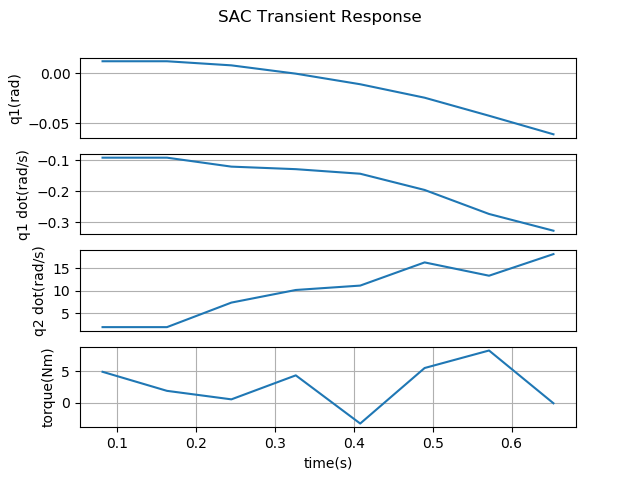 SAC Transient Response
q1(rad)
0.00
−0.05
q1 dot(rad/s)
−0.1
−0.2
−0.3
q2 dot(rad/s)
15
10
5
torque(Nm)
5
0
0.1 0.2 0.3 0.4 0.5 0.6
time(s)